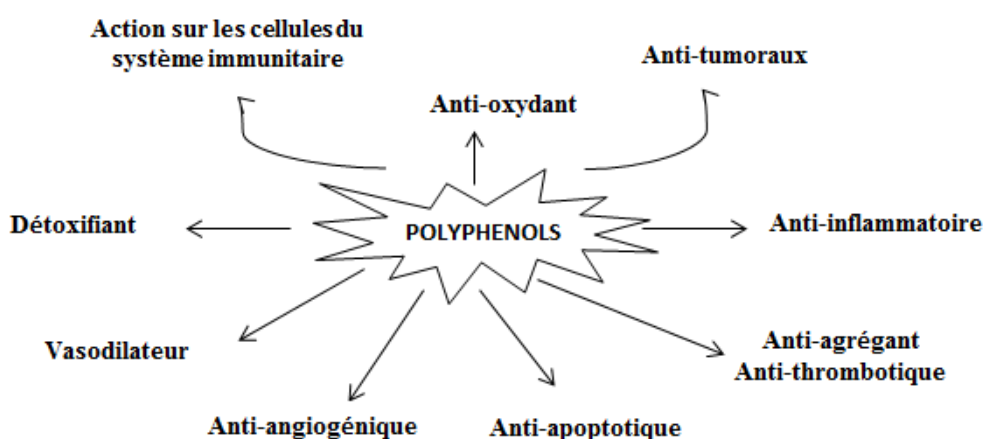 Action sur les cellules du
système immunitaire
Anti-tumoraux
Anti-oxydant
Détoxifiant
POLYPHENOLS
Anti-inflammatoire
Vasodilateur
Anti-agrégant
Anti-thrombotique
Anti-angiogénique
Anti-apoptotique